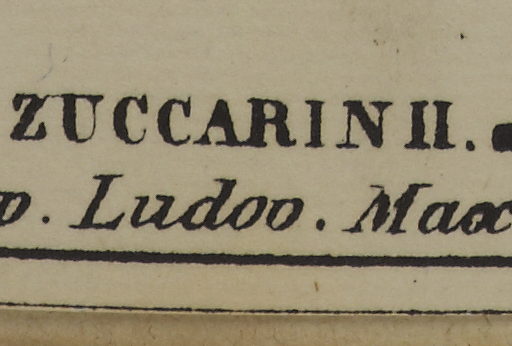 ZUCCARINII.
p. Ludov. Max